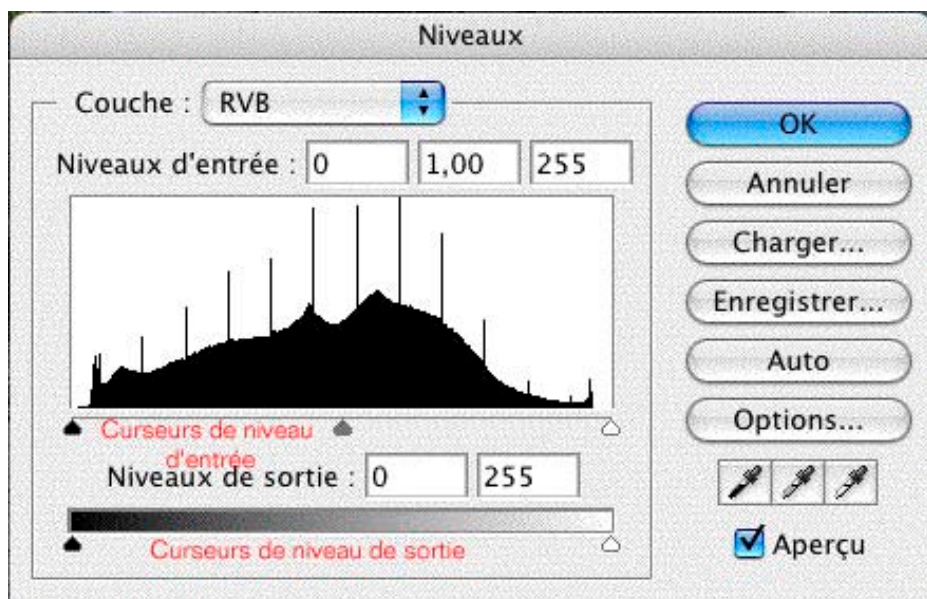 Niveaux
Couche : RVB
Niveaux d'entrée : 0 1,00 255
Curseurs de niveau
d'entrée
Niveaux de sortie : 0 255
Curseurs de niveau de sortie
OK
Annuler
Charger...
Enregistrer...
Auto
Options...
Aperçu